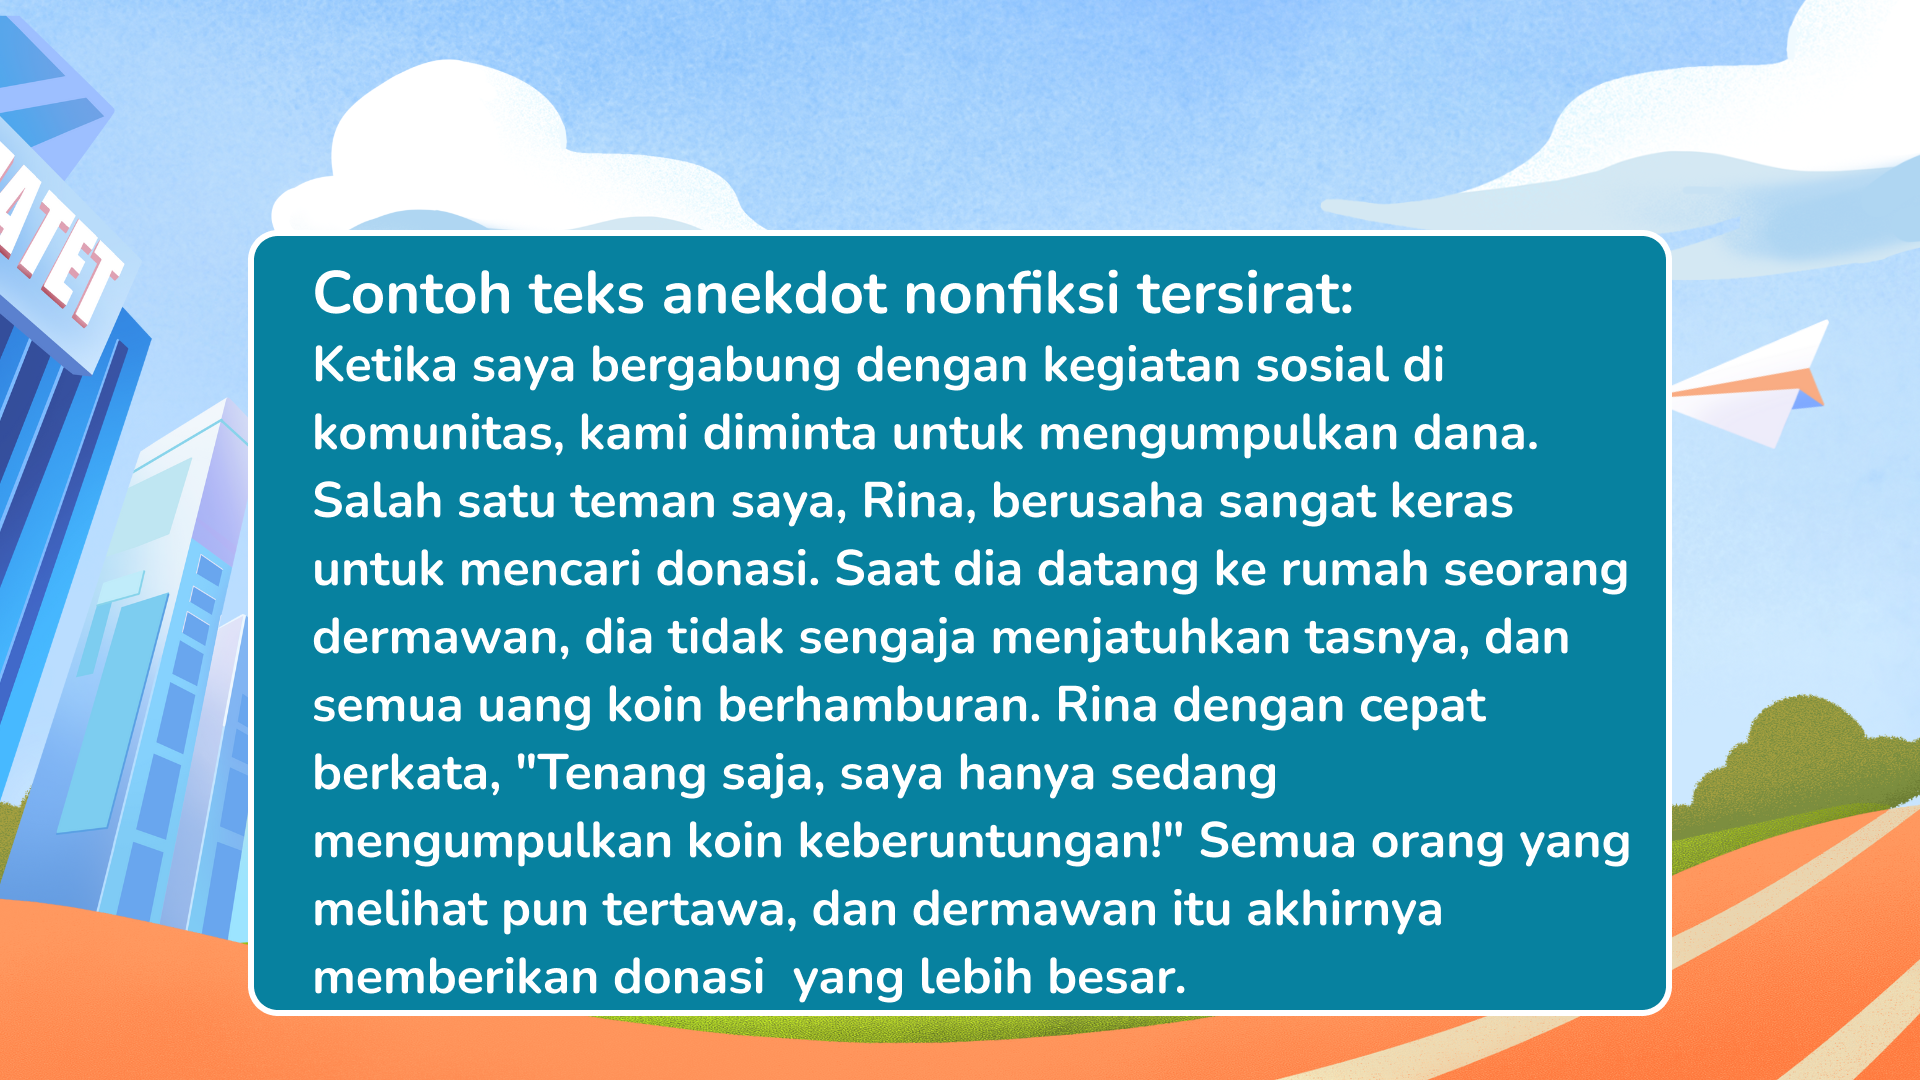 ATET
Contoh teks anekdot nonfiksi tersirat:
Ketika saya bergabung dengan kegiatan sosial di
komunitas, kami diminta untuk mengumpulkan dana.
Salah satu teman saya, Rina, berusaha sangat keras
untuk mencari donasi. Saat dia datang ke rumah seorang
dermawan, dia tidak sengaja menjatuhkan tasnya, dan
semua uang koin berhamburan. Rina dengan cepat
berkata, "Tenang saja, saya hanya sedang
mengumpulkan koin keberuntungan!" Semua orang yang
melihat pun tertawa, dan dermawan itu akhirnya
memberikan donasi  yang lebih besar.